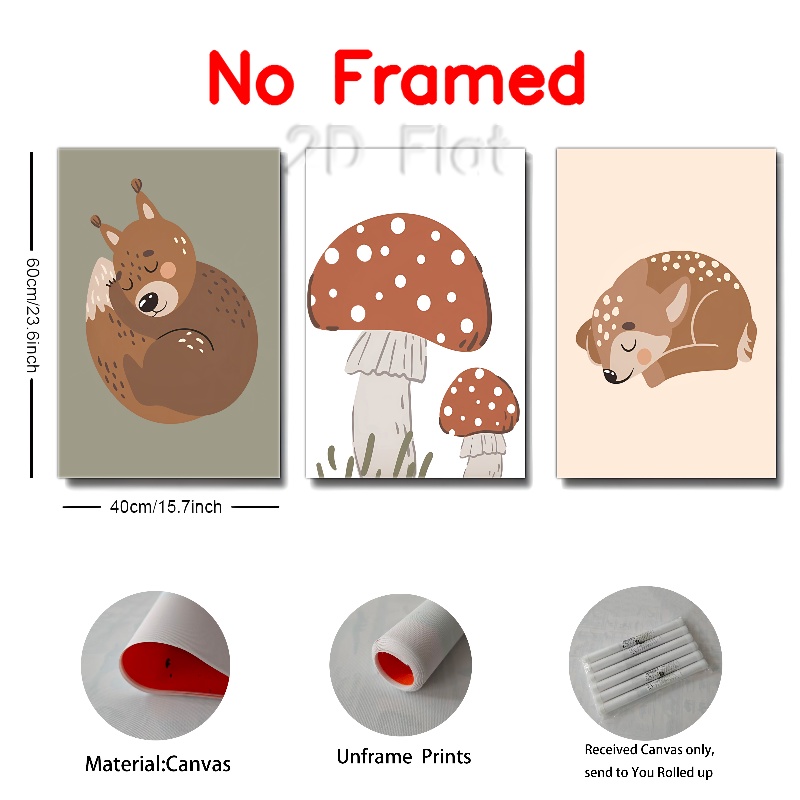 No Framed
2D Flat
60cm/23.6inch
40cm/15.7inch
Material:Canvas
Unframe Prints
Received Canvas only,
send to You Rolled up